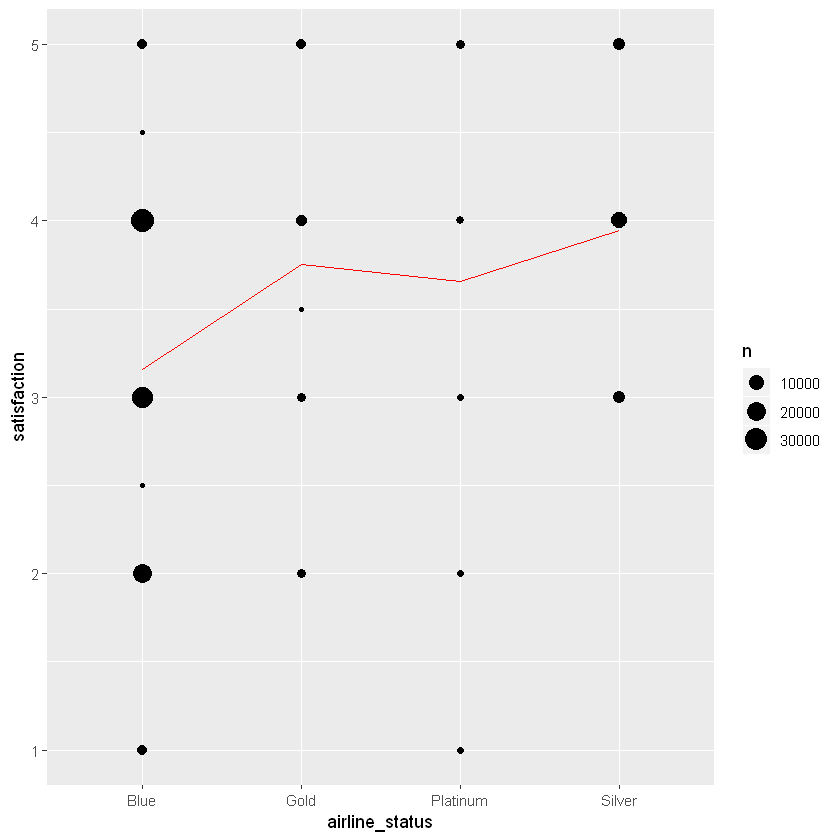 5
4
3
2
1
satisfaction
Blue Gold Platinum Silver
airline_status
n
10000
20000
30000